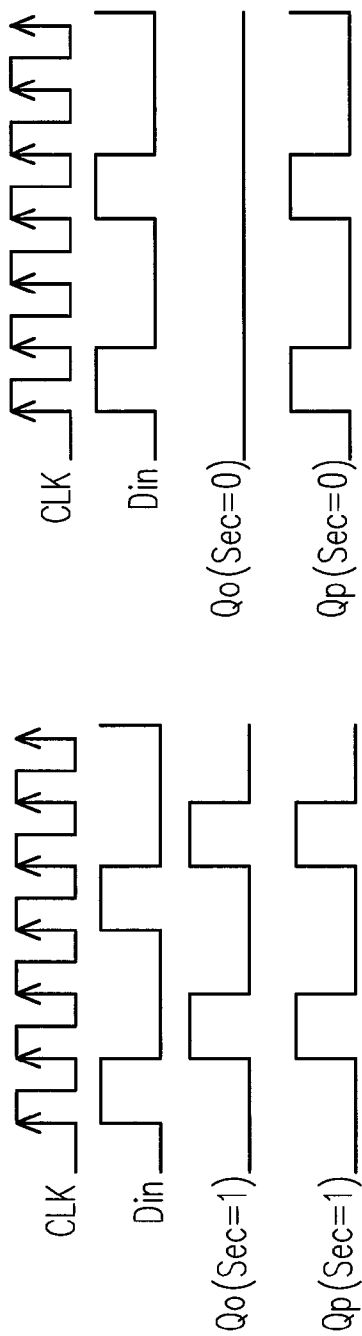 CLK
Din
Qo(Sec=1)
Qp(Sec=1)
CLK
Din
Qo(Sec=0)
Qp(Sec=0)